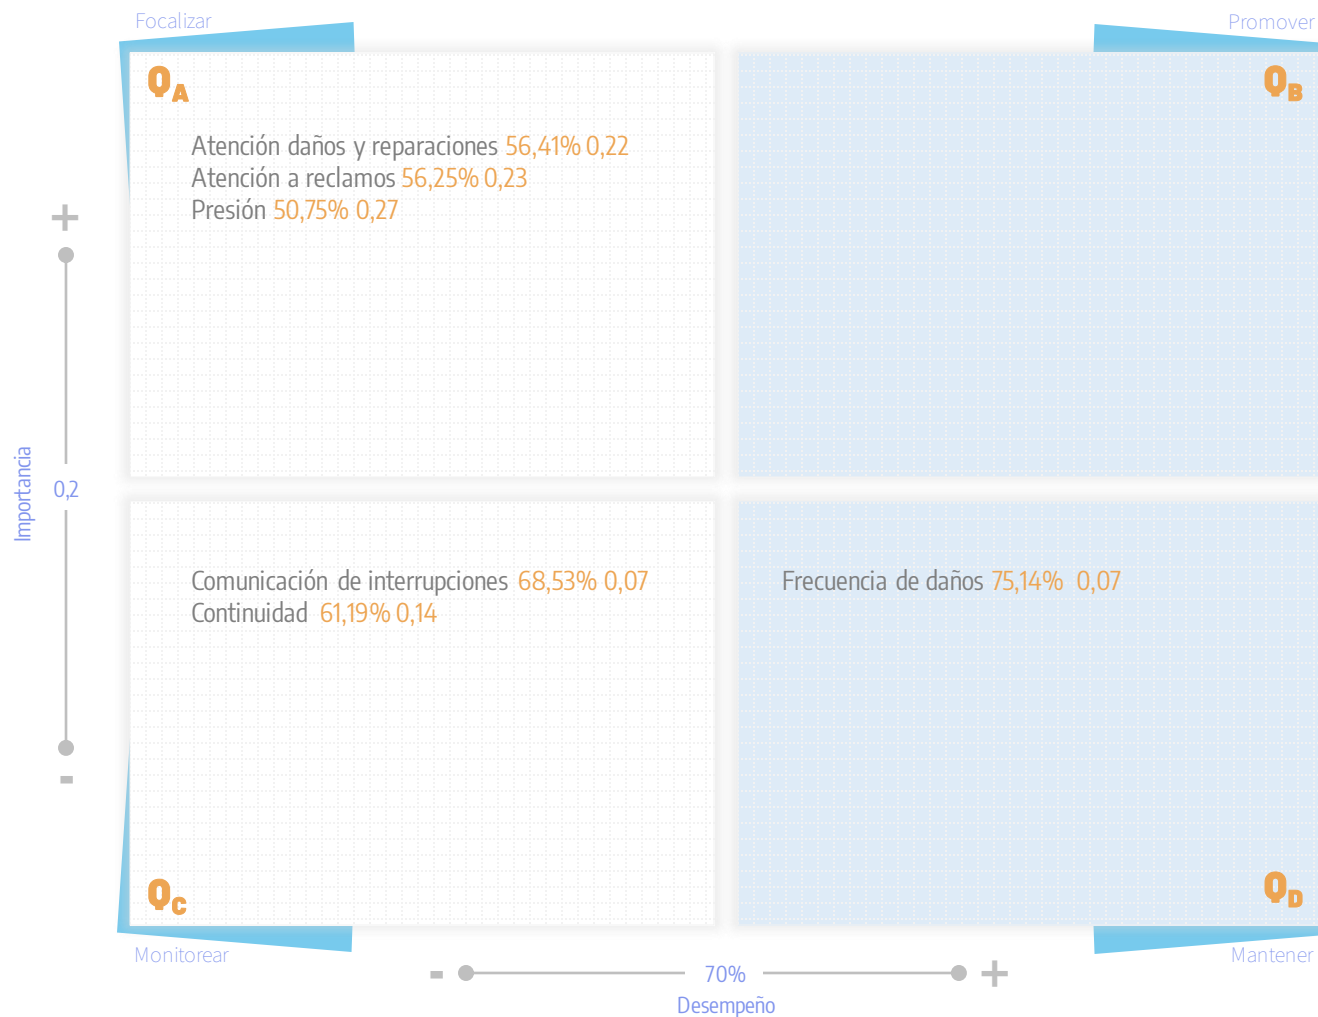 Focalizar
Promover
QA
QB
Atención daños y reparaciones 56,41% 0,22
Atención a reclamos 56,25% 0,23
Presión 50,75% 0,27
+
Importancia
0,2
Comunicación de interrupciones 68,53% 0,07
Continuidad 61,19% 0,14
Frecuencia de daños 75,14% 0,07
-
QC
QD
Monitorear
Mantener
- 70% +
Desempeño